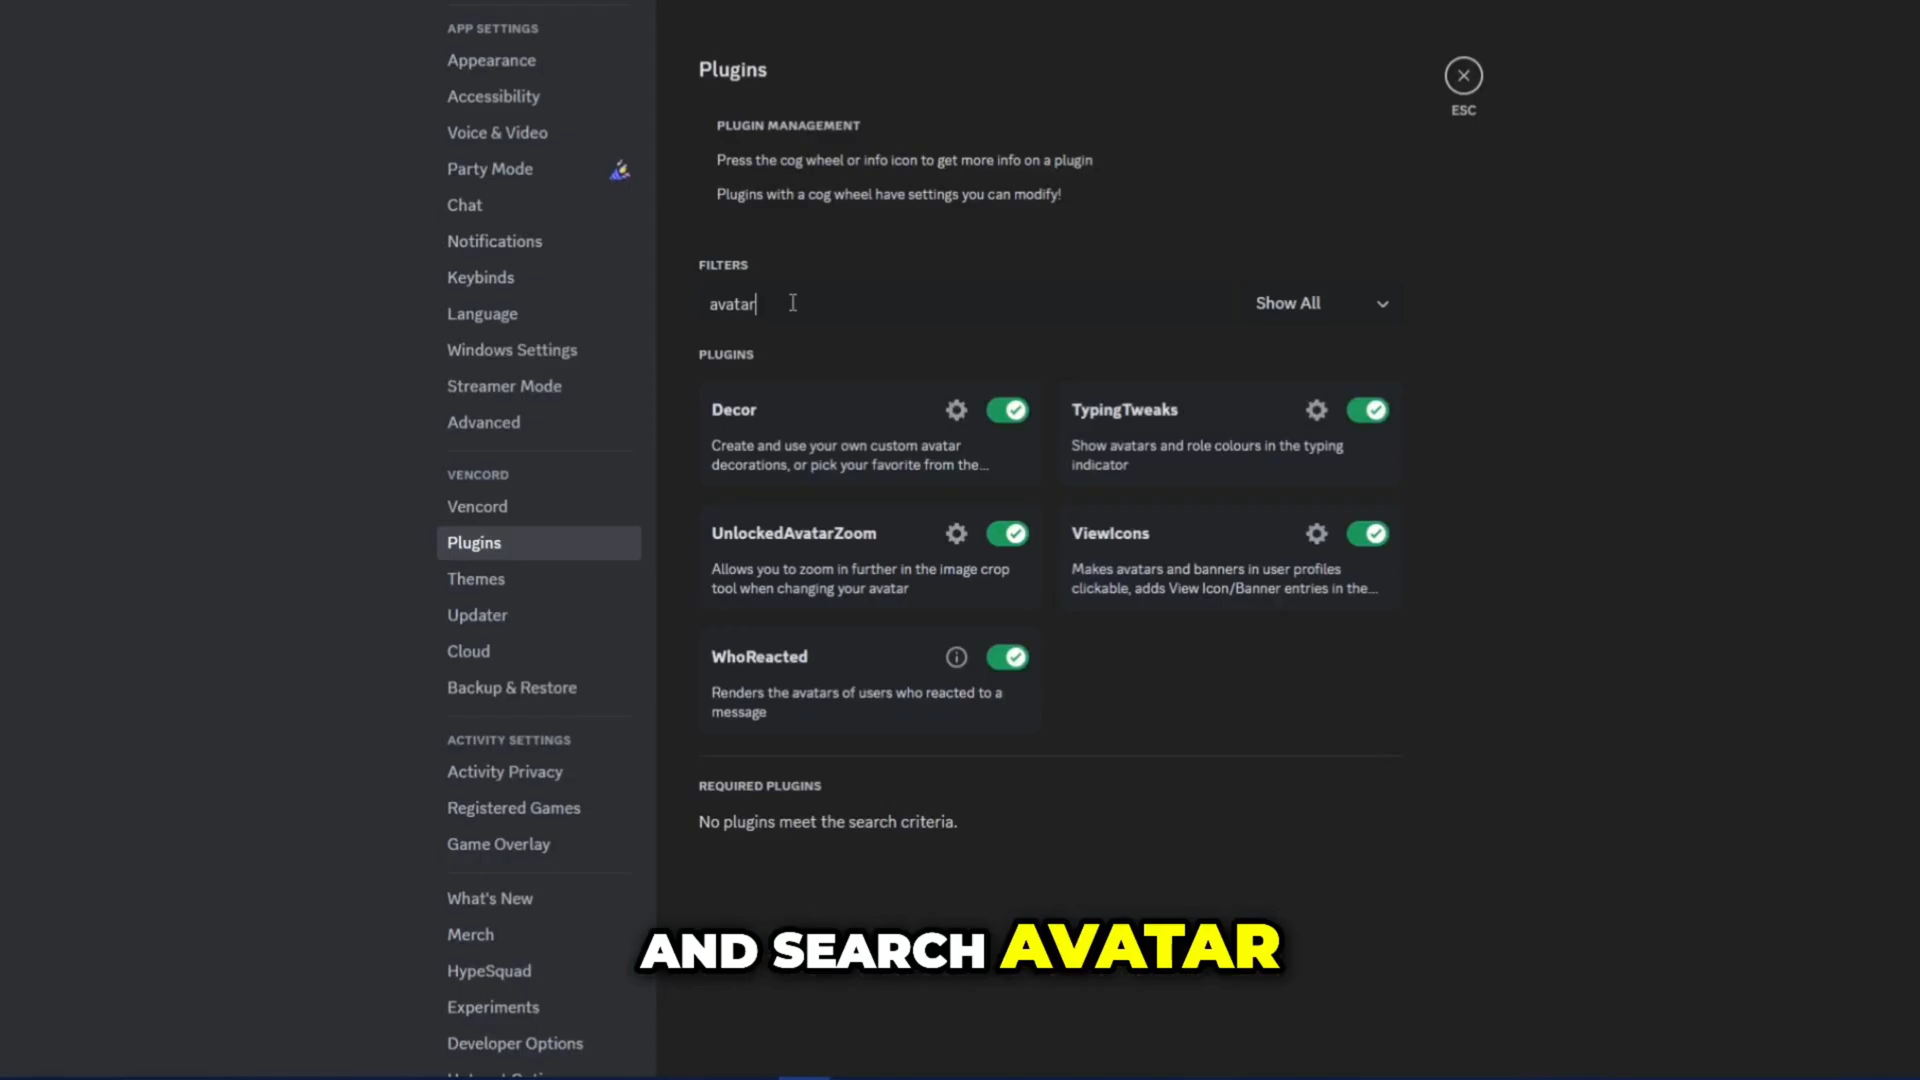 APP SETTINGS
Appearance
Accessibility
Voice & Video
Party Mode
Chat
Notifications
Keybinds
Language
Windows Settings
Streamer Mode
Advanced
VENCORD
Vencord
Plugins
Themes
Updater
Cloud
Backup & Restore
ACTIVITY SETTINGS
Activity Privacy
Registered Games
Game Overlay
What's New
Merch
HypeSquad
Experiments
Developer Options
Plugins
ESC
PLUGIN MANAGEMENT
Press the cog wheel or info icon to get more info on a plugin
Plugins with a cog wheel have settings you can modify!
FILTERS
avatar
Show All
PLUGINS
Decor
Create and use your own custom avatar
decorations, or pick your favorite from the...
TypingTweaks
Show avatars and role colours in the typing
indicator
UnlockedAvatarZoom
Allows you to zoom in further in the image crop
tool when changing your avatar
ViewIcons
Makes avatars and banners in user profiles
clickable, adds View Icon/Banner entries in the...
WhoReacted
Renders the avatars of users who reacted to a
message
REQUIRED PLUGINS
No plugins meet the search criteria.
AND SEARCH AVATAR